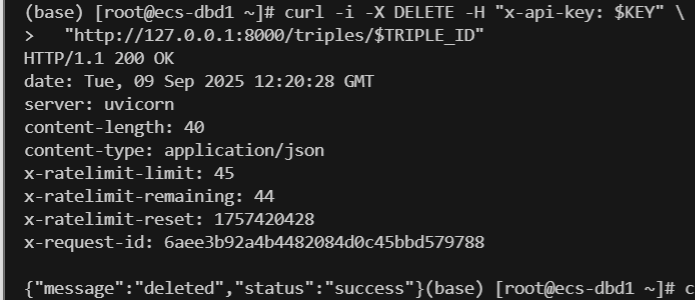 (base) [root@ecs-dbd1 ~]# curl -i -X DELETE -H "x-api-key: $KEY" \
>   "http://127.0.0.1:8000/triples/$TRIPLE_ID"
HTTP/1.1 200 OK
date: Tue, 09 Sep 2025 12:20:28 GMT
server: uvicorn
content-length: 40
content-type: application/json
x-ratelimit-limit: 45
x-ratelimit-remaining: 44
x-ratelimit-reset: 1757420428
x-request-id: 6aee3b92a4b4482084d0c45bbd579788

{"message":"deleted","status":"success"}(base) [root@ecs-dbd1 ~]# c